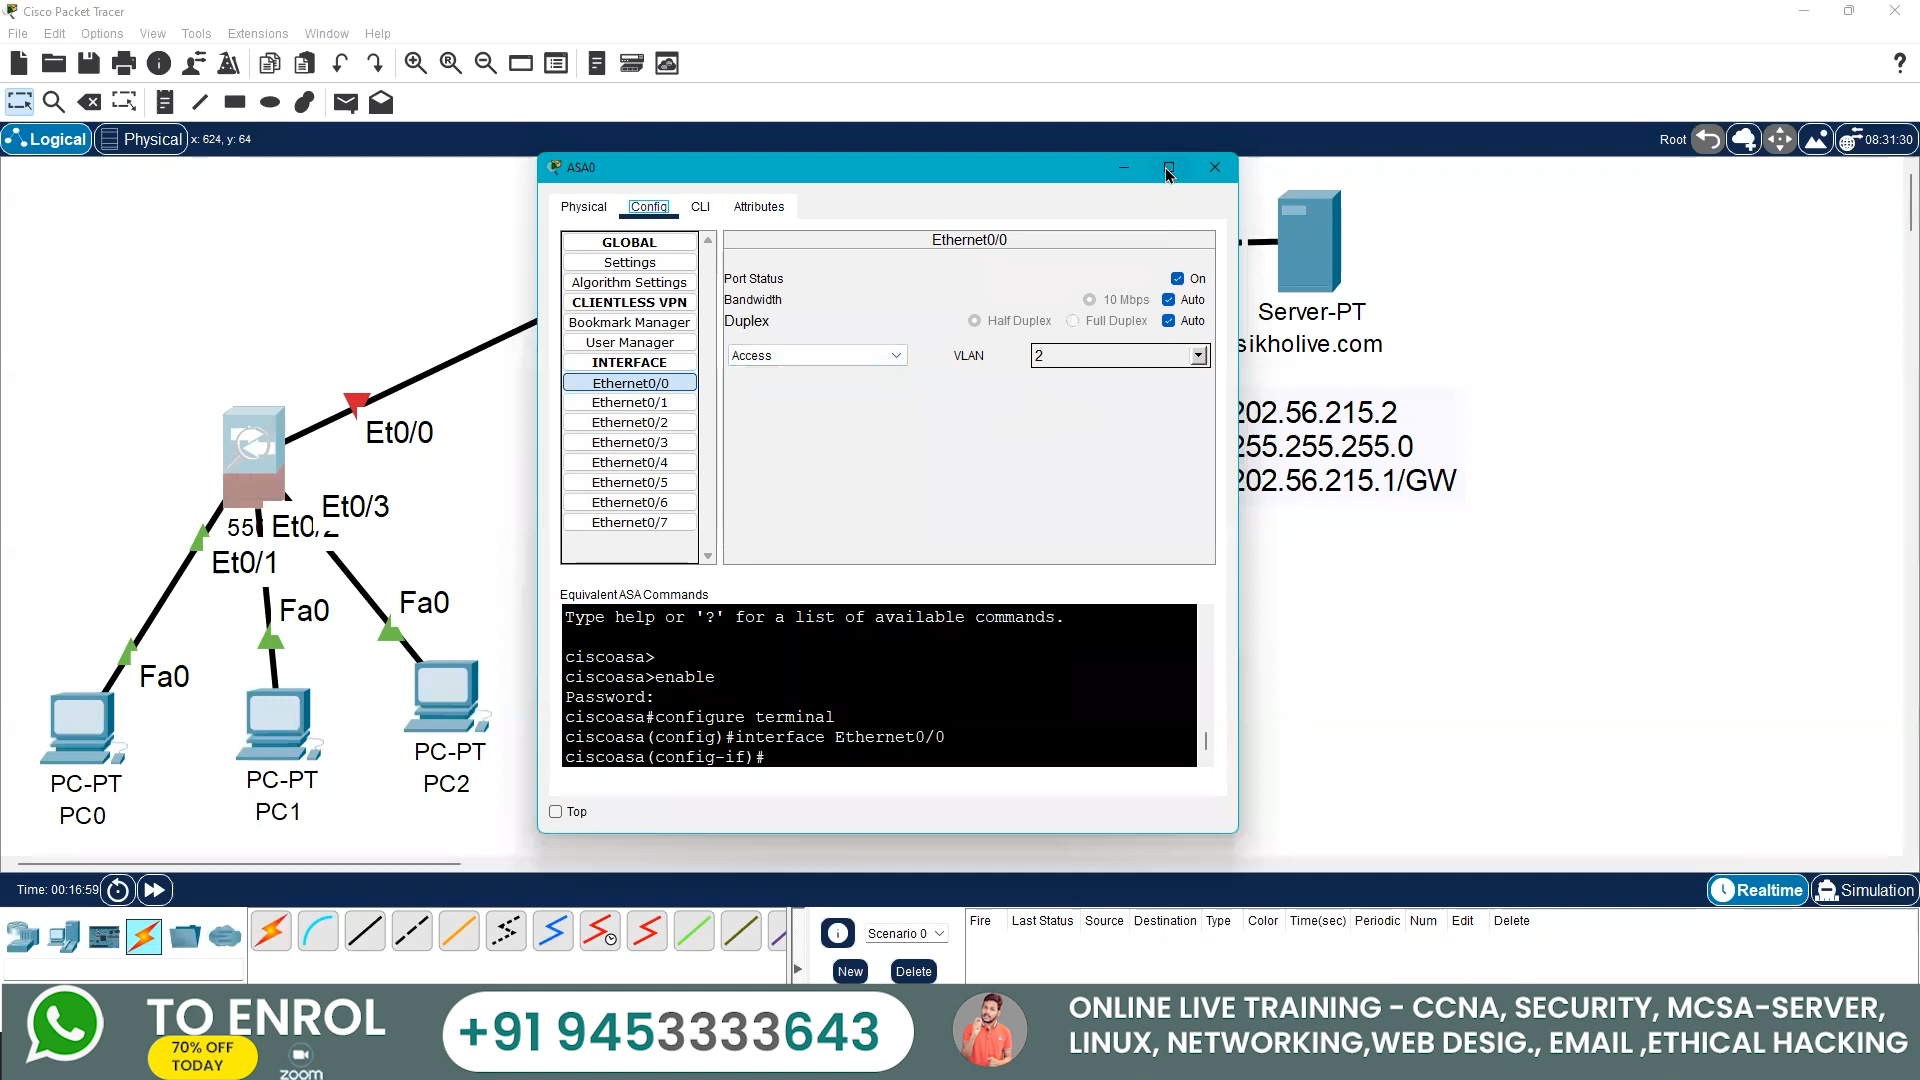 Cisco Packet Tracer
File Edit Options View Tools Extensions Window Help
Logical Physical x: 624, y: 64
Root 08:31:30
ASA0
Physical Config CLI Attributes
GLOBAL
Settings
Algorithm Settings
CLIENTLESS VPN
Bookmark Manager
User Manager
INTERFACE
Ethernet0/0
Ethernet0/1
Ethernet0/2
Ethernet0/3
Ethernet0/4
Ethernet0/5
Ethernet0/6
Ethernet0/7
Ethernet0/0
Port Status On
Bandwidth 10 Mbps Auto
Duplex Half Duplex Full Duplex Auto
Access VLAN 2
Equivalent ASA Commands
Type help or '?' for a list of available commands.
ciscoasa>
ciscoasa>enable
Password:
ciscoasa#configure terminal
ciscoasa(config)#interface Ethernet0/0
ciscoasa(config-if)#
Top
Et0/0
Et0/3
Et0/1
Fa0
Fa0
Fa0
PC-PT
PC0
PC-PT
PC1
PC-PT
PC2
Server-PT
sikholive.com
202.56.215.2
255.255.255.0
202.56.215.1/GW
Time: 00:16:59
Realtime Simulation
Scenario 0
New Delete
Fire Last Status Source Destination Type Color Time(sec) Periodic Num Edit Delete
TO ENROL
70% OFF
TODAY
zoom
+91 9453333643
ONLINE LIVE TRAINING - CCNA, SECURITY, MCSA-SERVER,
LINUX, NETWORKING,WEB DESIG., EMAIL ,ETHICAL HACKING